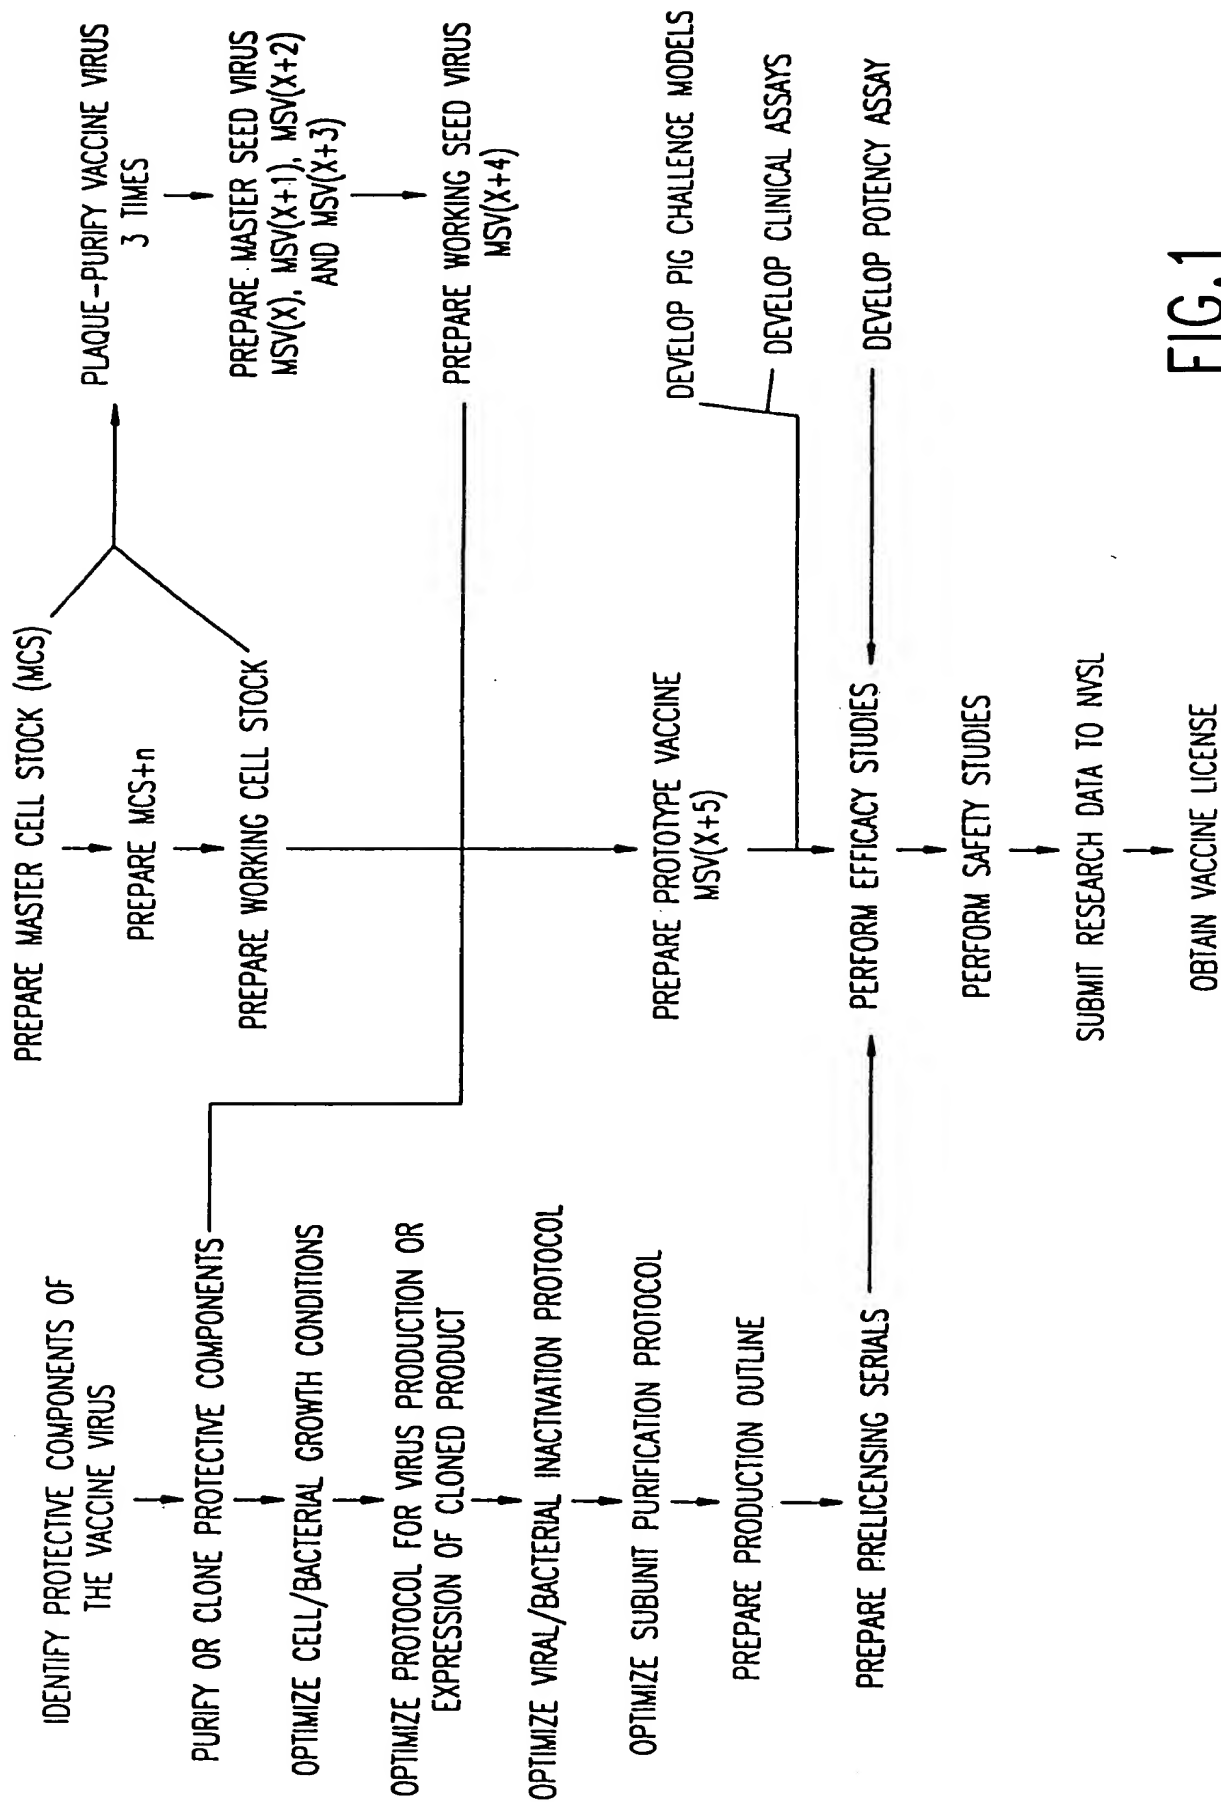 IDENTIFY PROTECTIVE COMPONENTS OF
THE VACCINE VIRUS
PURIFY OR CLONE PROTECTIVE COMPONENTS
OPTIMIZE CELL/BACTERIAL GROWTH CONDITIONS
OPTIMIZE PROTOCOL FOR VIRUS PRODUCTION OR
EXPRESSION OF CLONED PRODUCT
OPTIMIZE VIRAL/BACTERIAL INACTIVATION PROTOCOL
OPTIMIZE SUBUNIT PURIFICATION PROTOCOL
PREPARE PRODUCTION OUTLINE
PREPARE PRELICENSING SERIALS
PREPARE MASTER CELL STOCK (MCS)
PREPARE MCS+n
PREPARE WORKING CELL STOCK
PREPARE PROTOTYPE VACCINE
MSV(X+5)
PERFORM EFFICACY STUDIES
PERFORM SAFETY STUDIES
SUBMIT RESEARCH DATA TO NVSL
OBTAIN VACCINE LICENSE
PLAQUE-PURIFY VACCINE VIRUS
3 TIMES
PREPARE MASTER SEED VIRUS
MSV(X), MSV(X+1), MSV(X+2)
AND MSV(X+3)
PREPARE WORKING SEED VIRUS
MSV(X+4)
DEVELOP PIG CHALLENGE MODELS
DEVELOP CLINICAL ASSAYS
DEVELOP POTENCY ASSAY
FIG.1